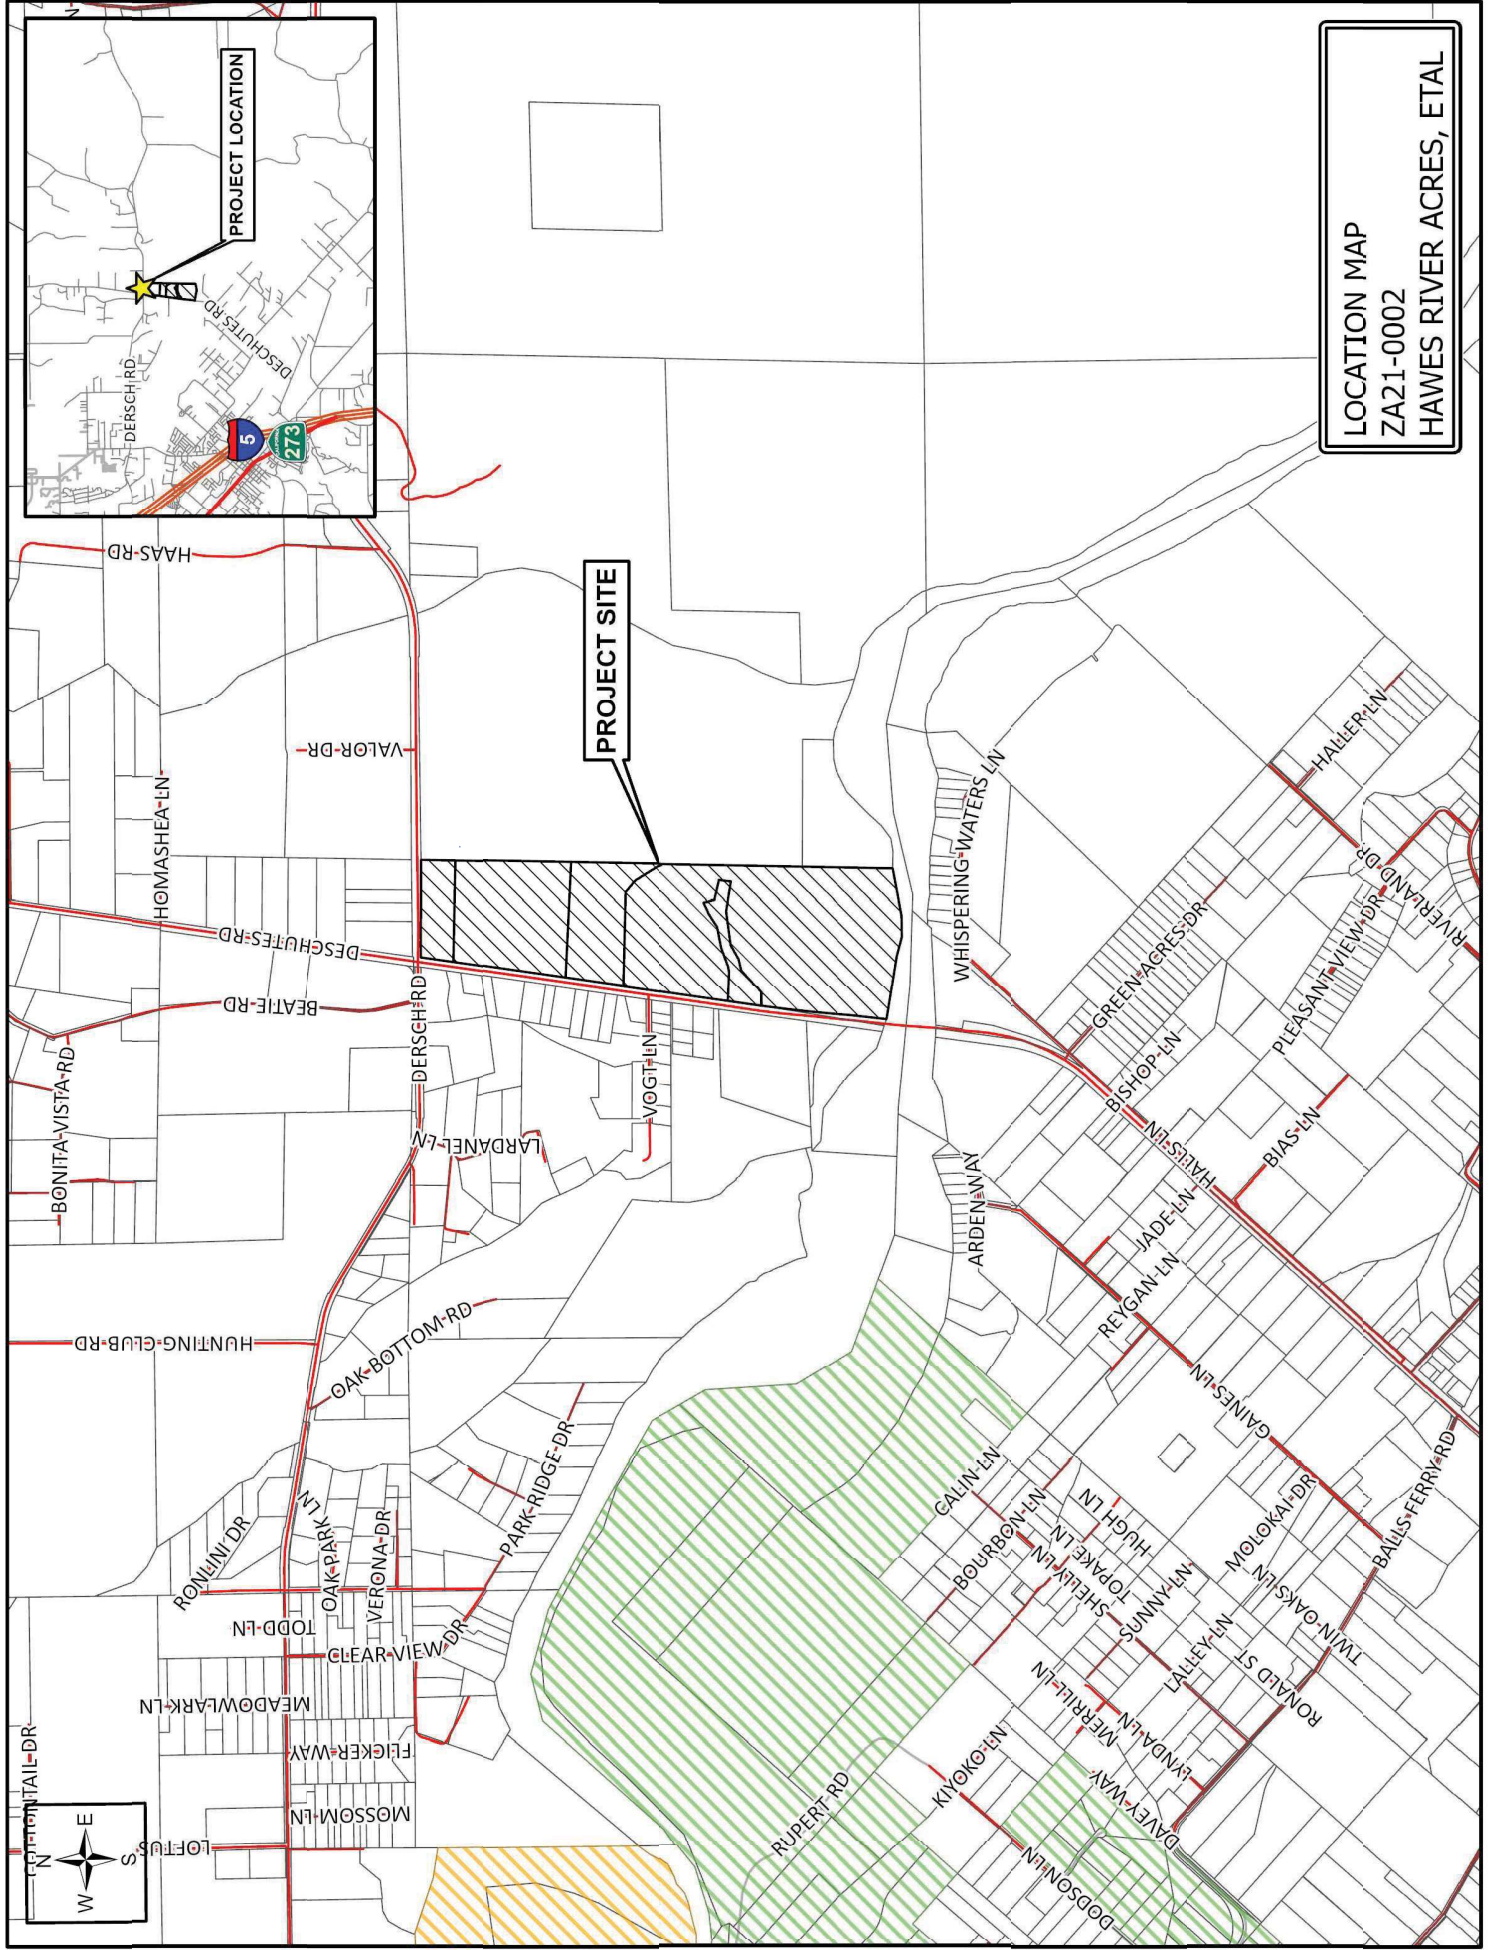 N
W
E
S
COTTONTAIL-DR
LOFTUS
BONITA-VISTA-RD
HOMASHEA-LN
HUNTING-CLUB-RD
BEATIE-RD
DESCHUTES-RD
VALOR-DR
HAAS-RD
DERSCH-RD
RONLINI-DR
TODD-LN
MEADOWLARK-LN
FLICKER-WAY
MOSSOM-LN
OAK-PARK LN
VERONA-DR
CLEAR-VIEW-DR
PARK-RIDGE-DR
OAK-BOTTOM-RD
LARDANEL-LN
VOGT-LN
PROJECT SITE
WHISPERING-WATERS LN
GREEN-ACRES-DR
BISHOP-LN
HALLER-LN
RIVERLAND-DR
PLEASANT-VIEW-DR
BIAS-LN
HALLS-LN
ARDEN-WAY
JADE-LN
REYGAN-LN
GAINES-LN
CALIN-LN
BOURBON-LN
HUGH LN
TOPAKE LN
SHELLY-LN
SUNNY-LN
MOLOKAI-DR
TWIN-OAKS-LN
BALLS-FERRY-RD
LALLEY-LN
RONALD ST
MERRILL-LN
LYNDA-LN
DAVEY-WAY
KIYOKO-LN
DODSON-LN
RUPERT-RD
PROJECT LOCATION
DERSCH RD
DESCHUTES RD
5
CALIFORNIA
273
LOCATION MAP
ZA21-0002
HAWES RIVER ACRES, ETAL